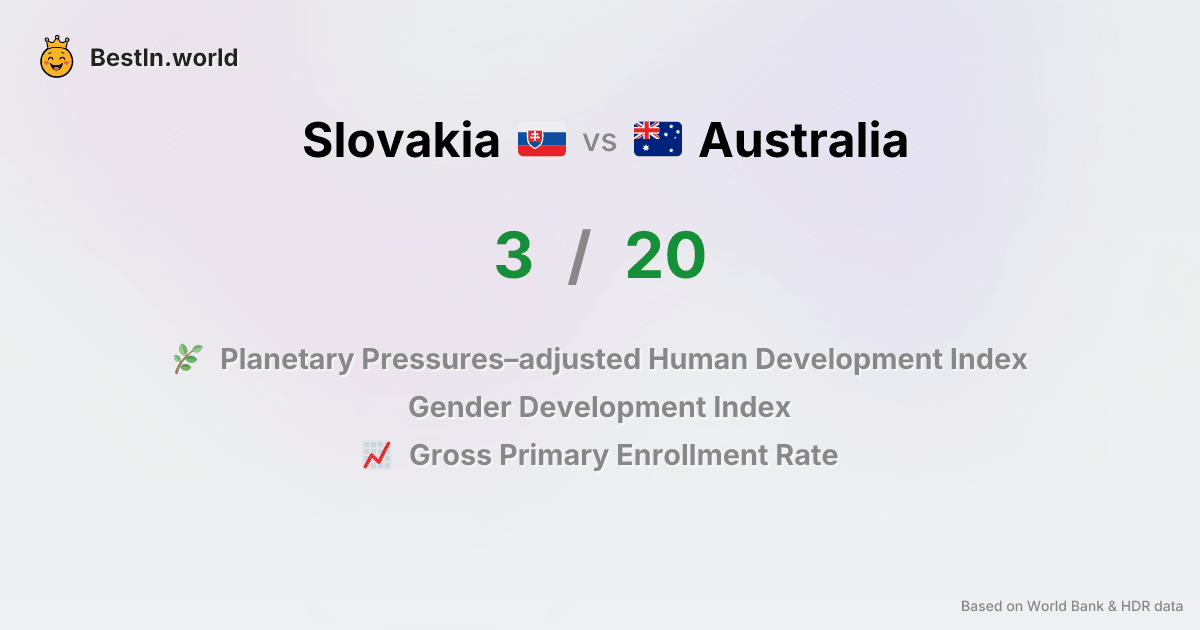 BestIn.world
Slovakia vs Australia
3 / 20
Planetary Pressures–adjusted Human Development Index
Gender Development Index
Gross Primary Enrollment Rate
Based on World Bank & HDR data